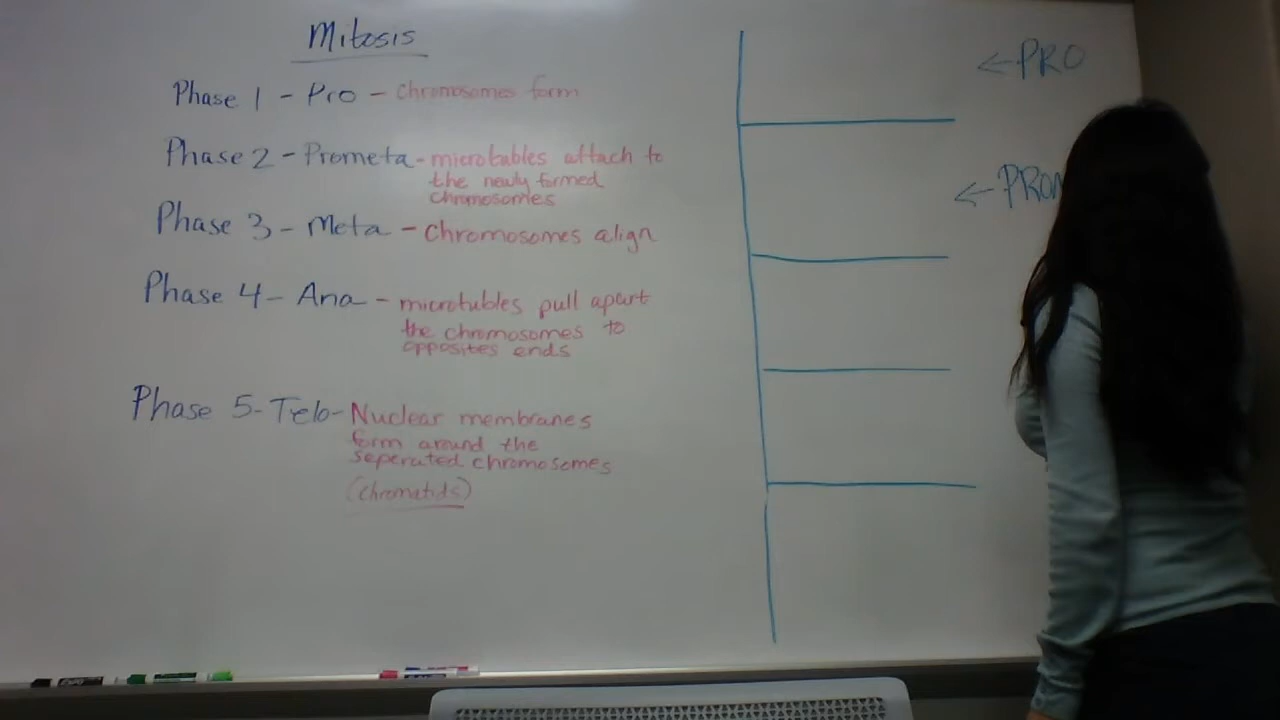 Mitosis
Phase 1 - Pro - chromosomes form
Phase 2 - Prometa - microtubles attach to
the newly formed
chromosomes
Phase 3 - Meta - chromosomes align
Phase 4 - Ana - microtubles pull apart
the chromosomes to
opposites ends
Phase 5 - Telo - Nuclear membranes
form around the
seperated chromosomes
(chromatids)
← PRO
← PROM